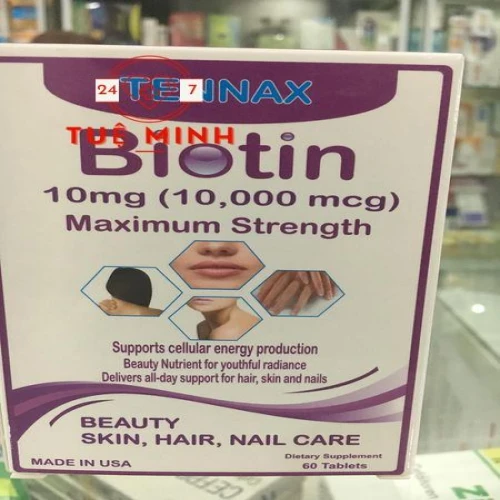 TENNAX
24 7
TUỆ MINH
Biotin
10mg (10,000 mcg)
Maximum Strength
Supports cellular energy production
Beauty Nutrient for youthful radiance
Delivers all-day support for hair, skin and nails
BEAUTY
SKIN, HAIR, NAIL CARE
Dietary Supplement
MADE IN USA
60 Tablets